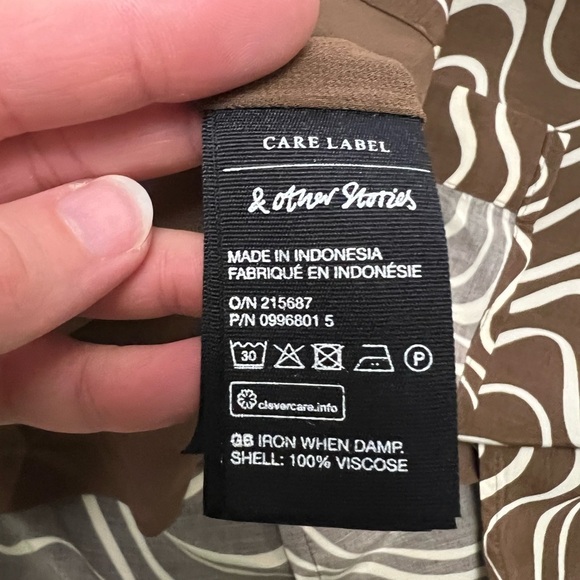 CARE LABEL
& other Stories
MADE IN INDONESIA
FABRIQUÉ EN INDONÉSIE
O/N 215687
P/N 0996801 5
30 P
clevercare.info
GB IRON WHEN DAMP.
SHELL: 100% VISCOSE